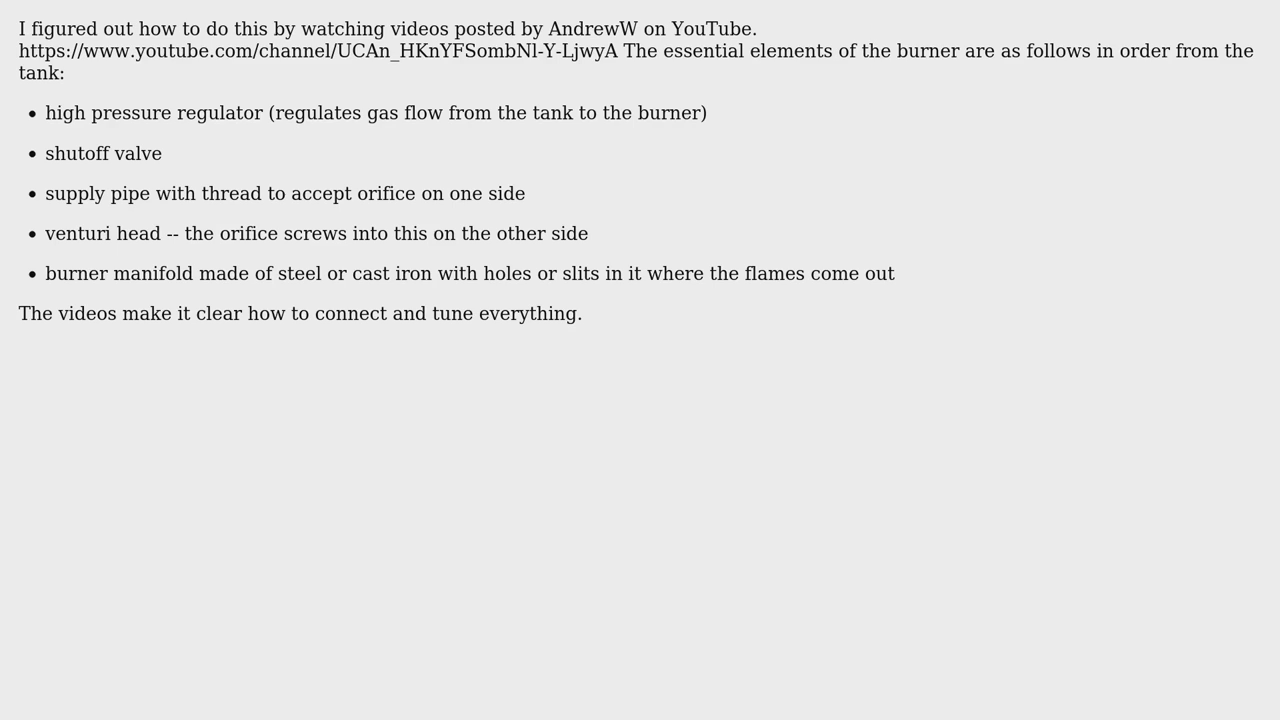 I figured out how to do this by watching videos posted by AndrewW on YouTube.
https://www.youtube.com/channel/UCAn_HKnYFSombNl-Y-LjwyA The essential elements of the burner are as follows in order from the
tank:
• high pressure regulator (regulates gas flow from the tank to the burner)
• shutoff valve
• supply pipe with thread to accept orifice on one side
• venturi head -- the orifice screws into this on the other side
• burner manifold made of steel or cast iron with holes or slits in it where the flames come out
The videos make it clear how to connect and tune everything.